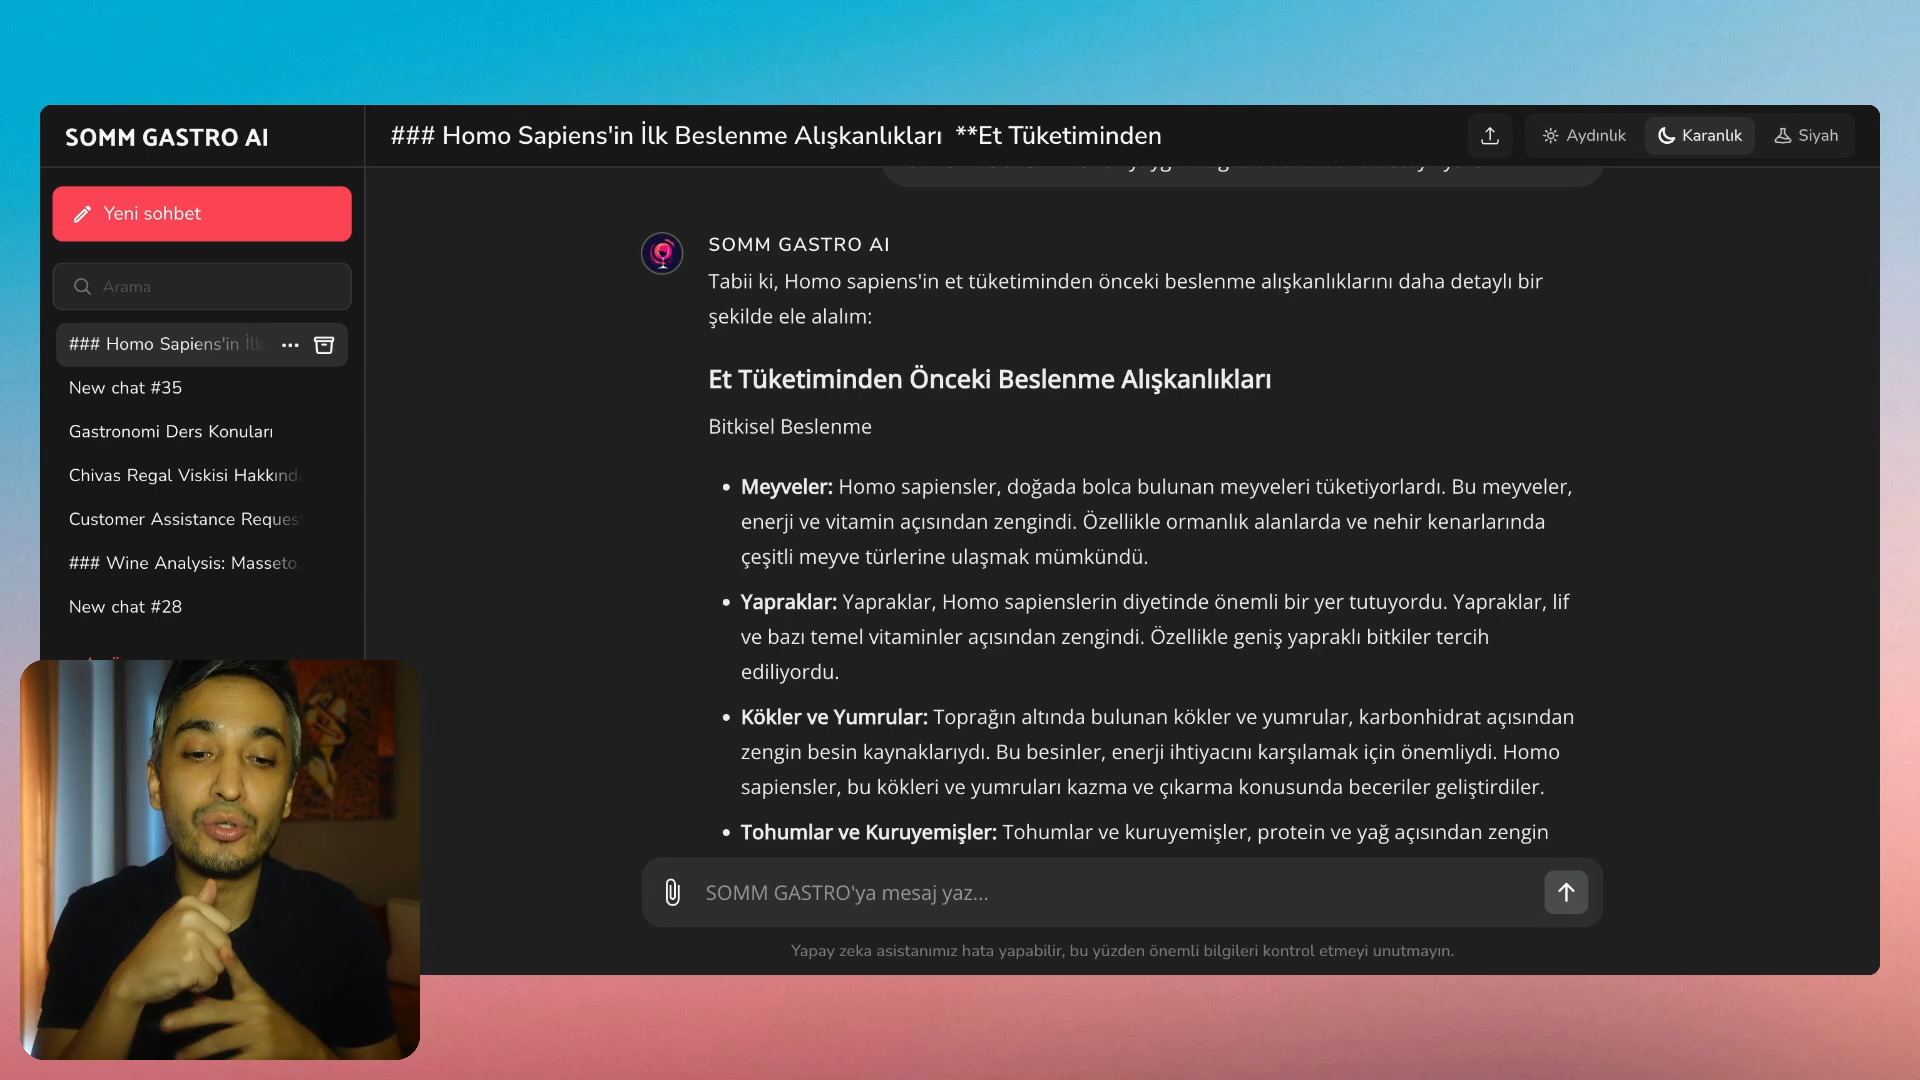 SOMM GASTRO AI
### Homo Sapiens'in İlk Beslenme Alışkanlıkları **Et Tüketiminden
Aydınlık
Karanlık
Siyah
Yeni sohbet
Arama
### Homo Sapiens'in İlk
New chat #35
Gastronomi Ders Konuları
Chivas Regal Viskisi Hakkında
Customer Assistance Request
### Wine Analysis: Masseto.
New chat #28
SOMM GASTRO AI
Tabii ki, Homo sapiens'in et tüketiminden önceki beslenme alışkanlıklarını daha detaylı bir
şekilde ele alalım:
Et Tüketiminden Önceki Beslenme Alışkanlıkları
Bitkisel Beslenme
• Meyveler: Homo sapiensler, doğada bolca bulunan meyveleri tüketiyorlardı. Bu meyveler,
enerji ve vitamin açısından zengindi. Özellikle ormanlık alanlarda ve nehir kenarlarında
çeşitli meyve türlerine ulaşmak mümkündü.
• Yapraklar: Yapraklar, Homo sapienslerin diyetinde önemli bir yer tutuyordu. Yapraklar, lif
ve bazı temel vitaminler açısından zengindi. Özellikle geniş yapraklı bitkiler tercih
ediliyordu.
• Kökler ve Yumrular: Toprağın altında bulunan kökler ve yumrular, karbonhidrat açısından
zengin besin kaynaklarıydı. Bu besinler, enerji ihtiyacını karşılamak için önemliydi. Homo
sapiensler, bu kökleri ve yumruları kazma ve çıkarma konusunda beceriler geliştirdiler.
• Tohumlar ve Kuruyemişler: Tohumlar ve kuruyemişler, protein ve yağ açısından zengin
SOMM GASTRO'ya mesaj yaz...
Yapay zeka asistanımız hata yapabilir, bu yüzden önemli bilgileri kontrol etmeyi unutmayın.